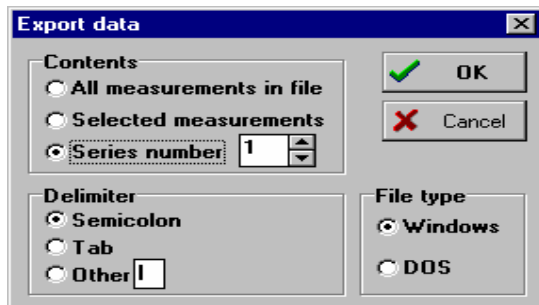 Export data
Contents
All measurements in file
Selected measurements
Series number 1
OK
Cancel
Delimiter
Semicolon
Tab
Other
File type
Windows
DOS